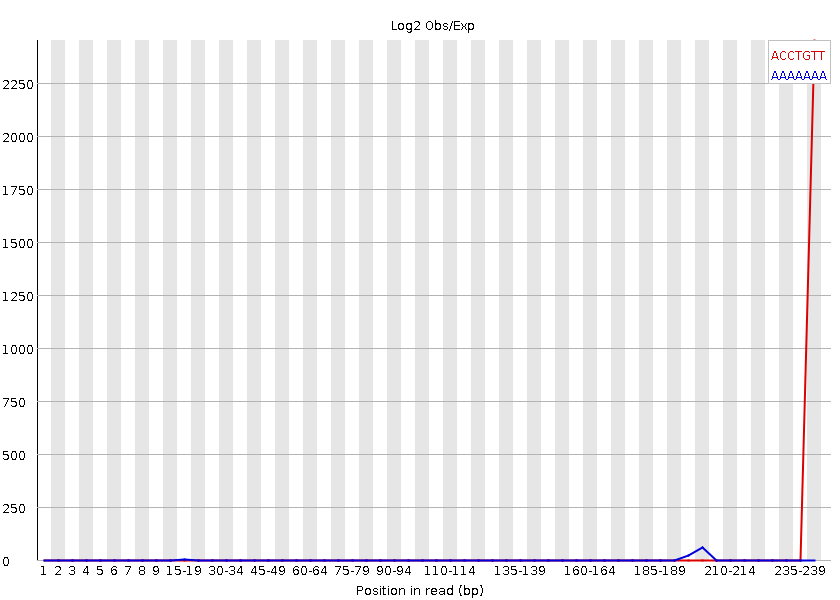 Log2 Obs/Exp
ACCTGTT
AAAAAAA
2250
2000
1750
1500
1250
1000
750
500
250
0
1 2 3 4 5 6 7 8 9 15-19 30-34 45-49 60-64 75-79 90-94 110-114 135-139 160-164 185-189 210-214 235-239
Position in read (bp)